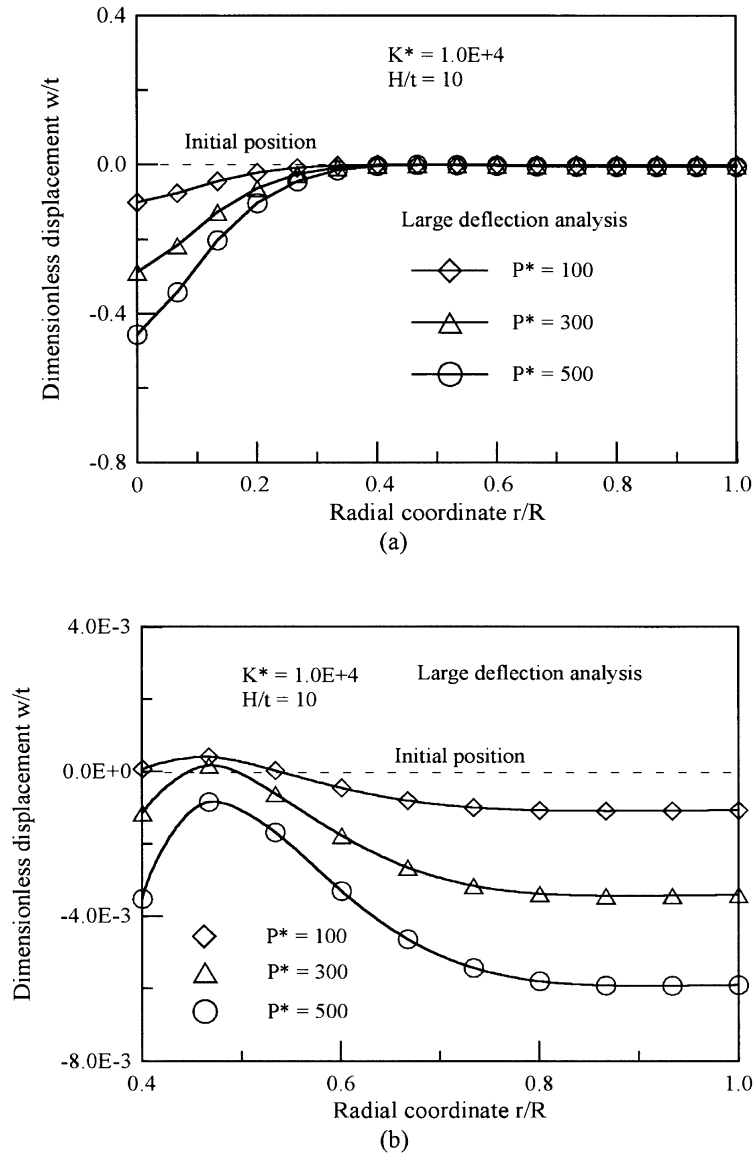 0.4
K* = 1.0E+4
H/t = 10
Initial position
0.0
Large deflection analysis
P* = 100
P* = 300
P* = 500
-0.4
-0.8
Dimensionless displacement w/t
0 0.2 0.4 0.6 0.8 1.0
Radial coordinate r/R
(a)
4.0E-3
K* = 1.0E+4 Large deflection analysis
H/t = 10
Initial position
0.0E+0
-4.0E-3
P* = 100
P* = 300
P* = 500
-8.0E-3
Dimensionless displacement w/t
0.4 0.6 0.8 1.0
Radial coordinate r/R
(b)